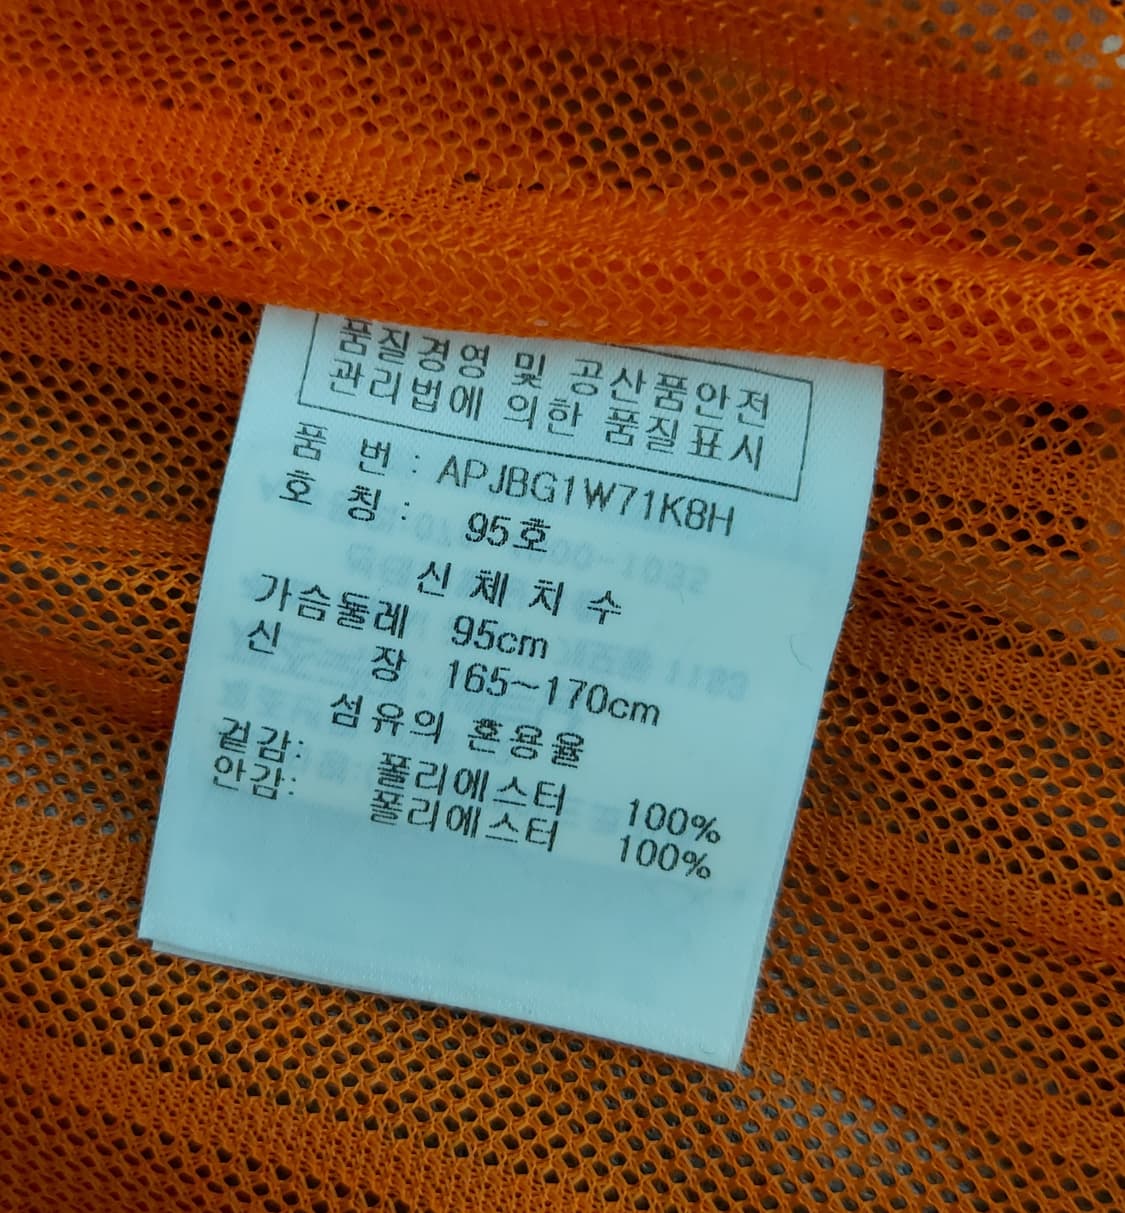 품질경영 및 공산품안전
관리법에 의한 품질표시
품 번 : APJBG1W71K8H
호 칭 : 95호
신 체 치 수
가슴둘레 95cm
신 장 165~170cm
섬유의 혼용율
겉감: 폴리에스터 100%
안감: 폴리에스터 100%